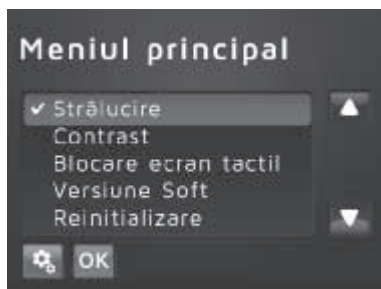 Meniul principal
Strălucire
Contrast
Blocare ecran tactil
Versiune Soft
Reinitializare
OK